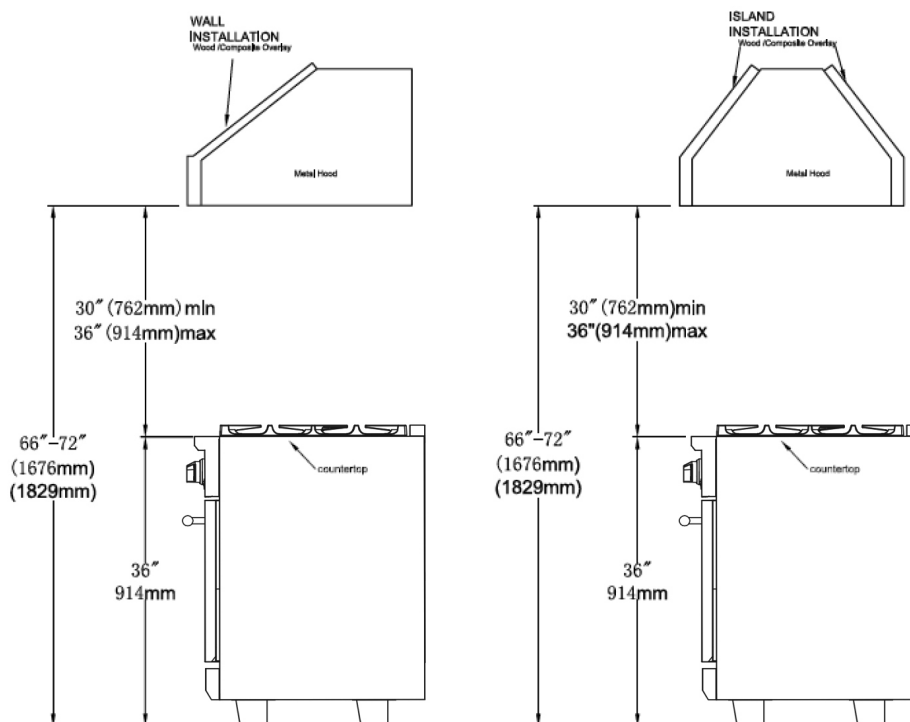 WALL
INSTALLATION
Wood /Composite Overlay
Metal Hood
30″ (762mm) min
36″ (914mm)max
66″-72″
(1676mm)
(1829mm)
countertop
36″
914mm
ISLAND
INSTALLATION
Wood /Composite Overlay
Metal Hood
30″ (762mm)min
36"(914mm)max
66″-72″
(1676mm)
(1829mm)
countertop
36″
914mm